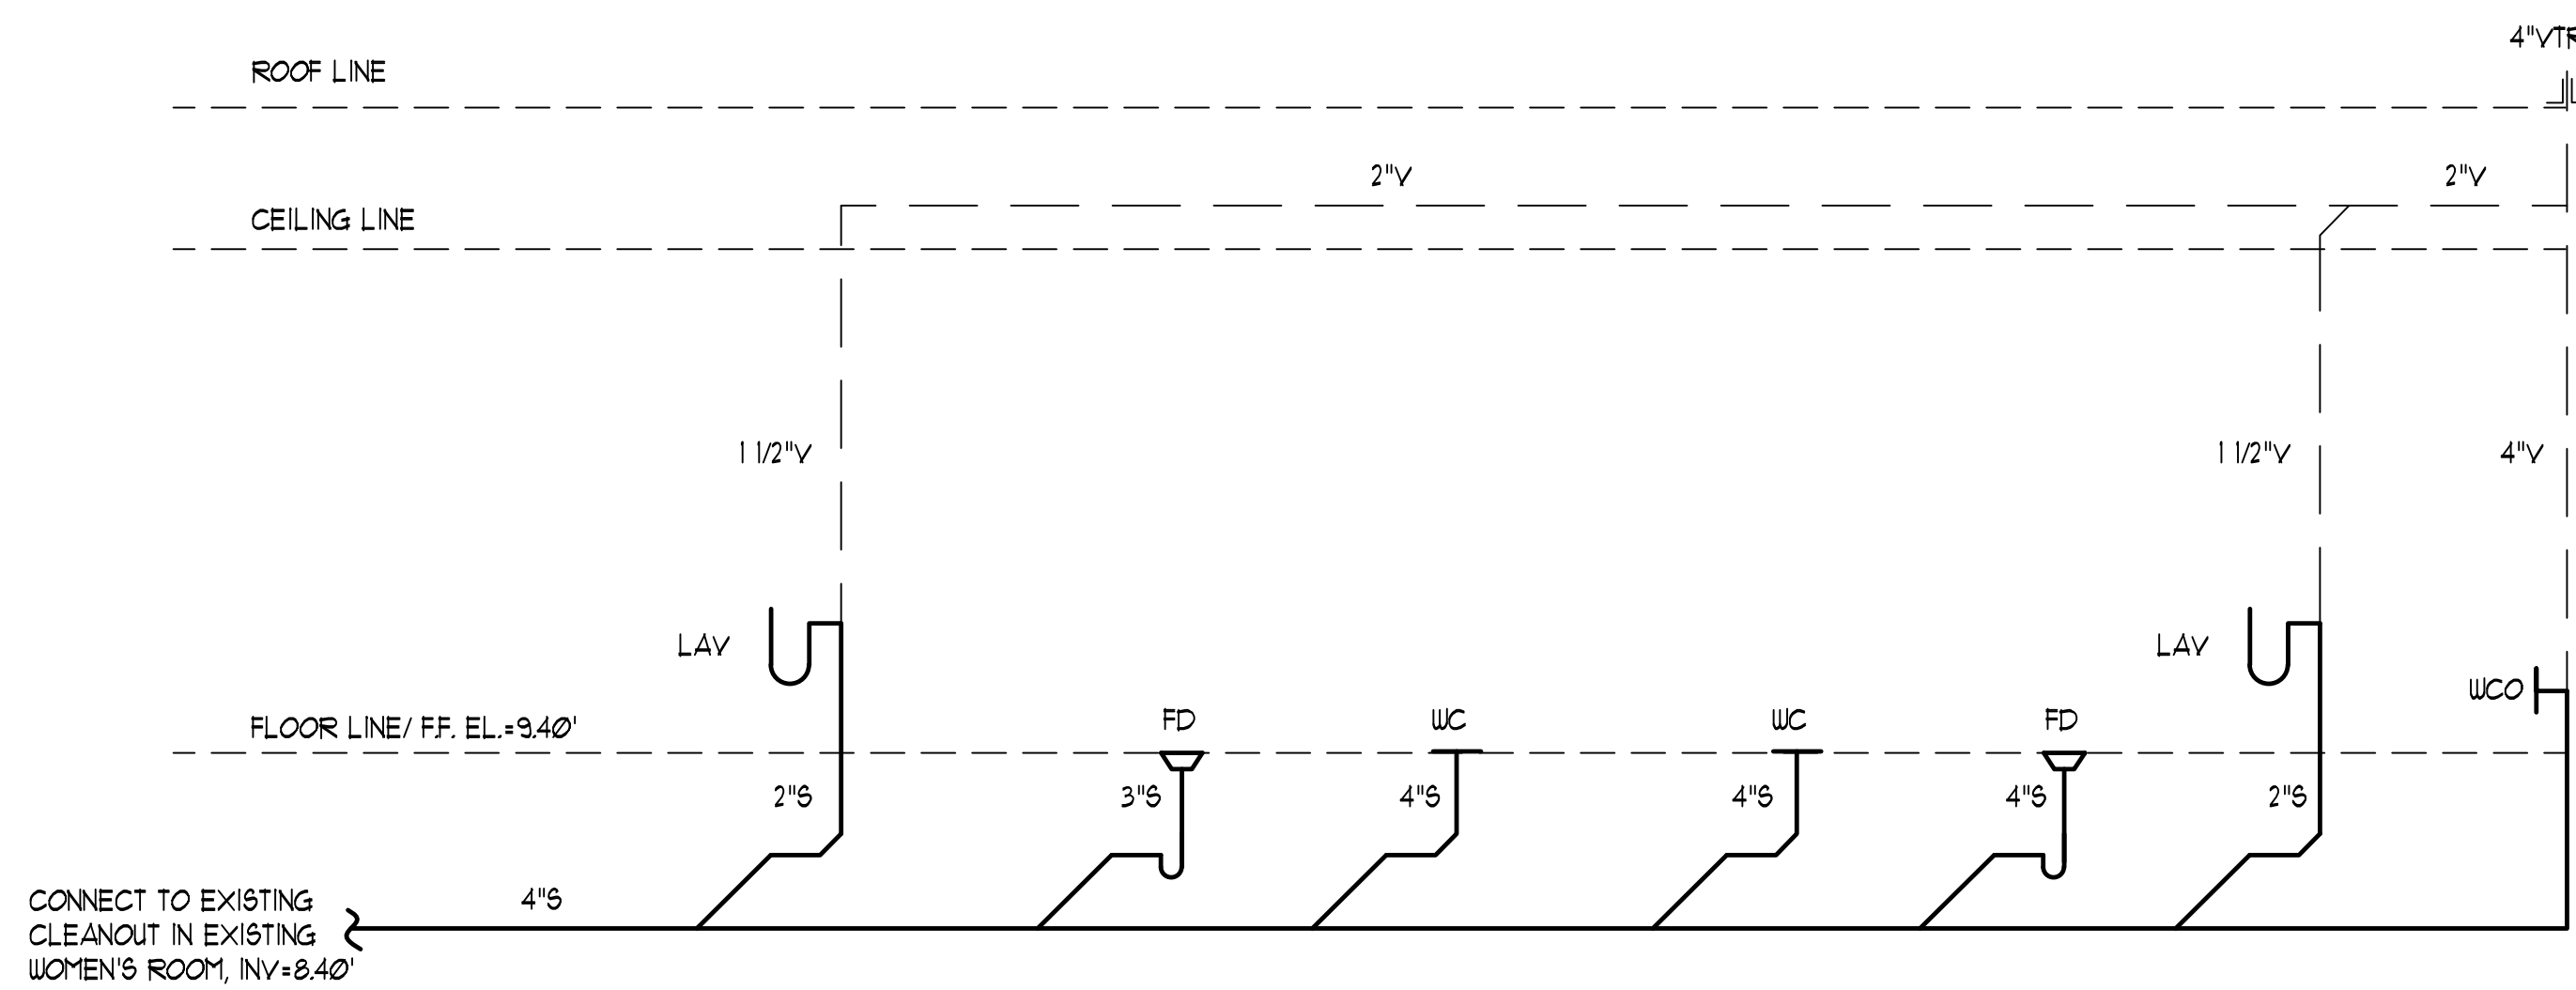 4"VTR
ROOF LINE
2"V
2"V
CEILING LINE
1 1/2"V
1 1/2"V
4"V
LAV
LAV
WCO
FLOOR LINE/ F.F. EL.=9.40'
FD
WC
WC
FD
2"S
3"S
4"S
4"S
4"S
2"S
4"S
CONNECT TO EXISTING
CLEANOUT IN EXISTING
WOMEN'S ROOM, INV=8.40'